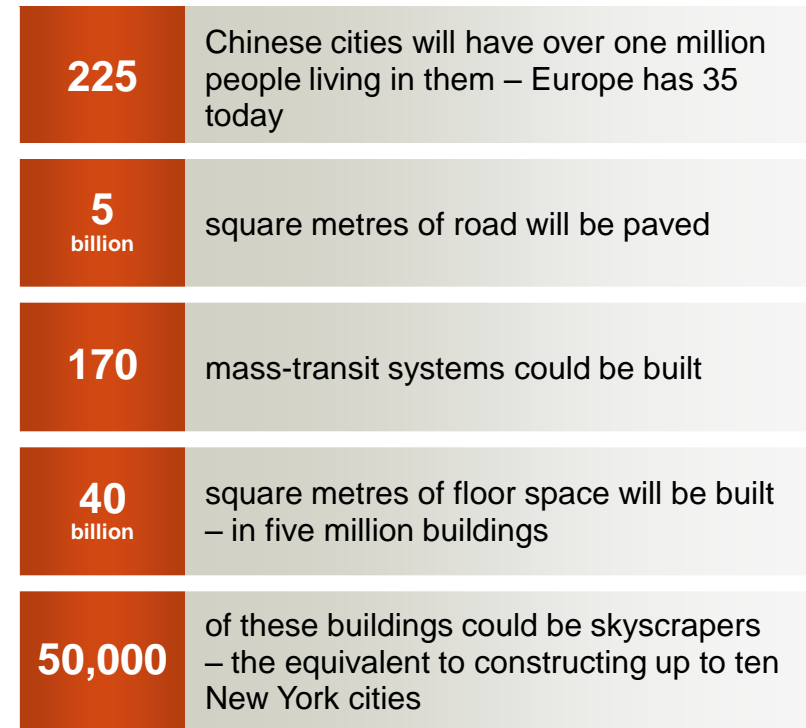 225
Chinese cities will have over one million
people living in them – Europe has 35
today
5
billion
square metres of road will be paved
170
mass-transit systems could be built
40
billion
square metres of floor space will be built
– in five million buildings
50,000
of these buildings could be skyscrapers
– the equivalent to constructing up to ten
New York cities